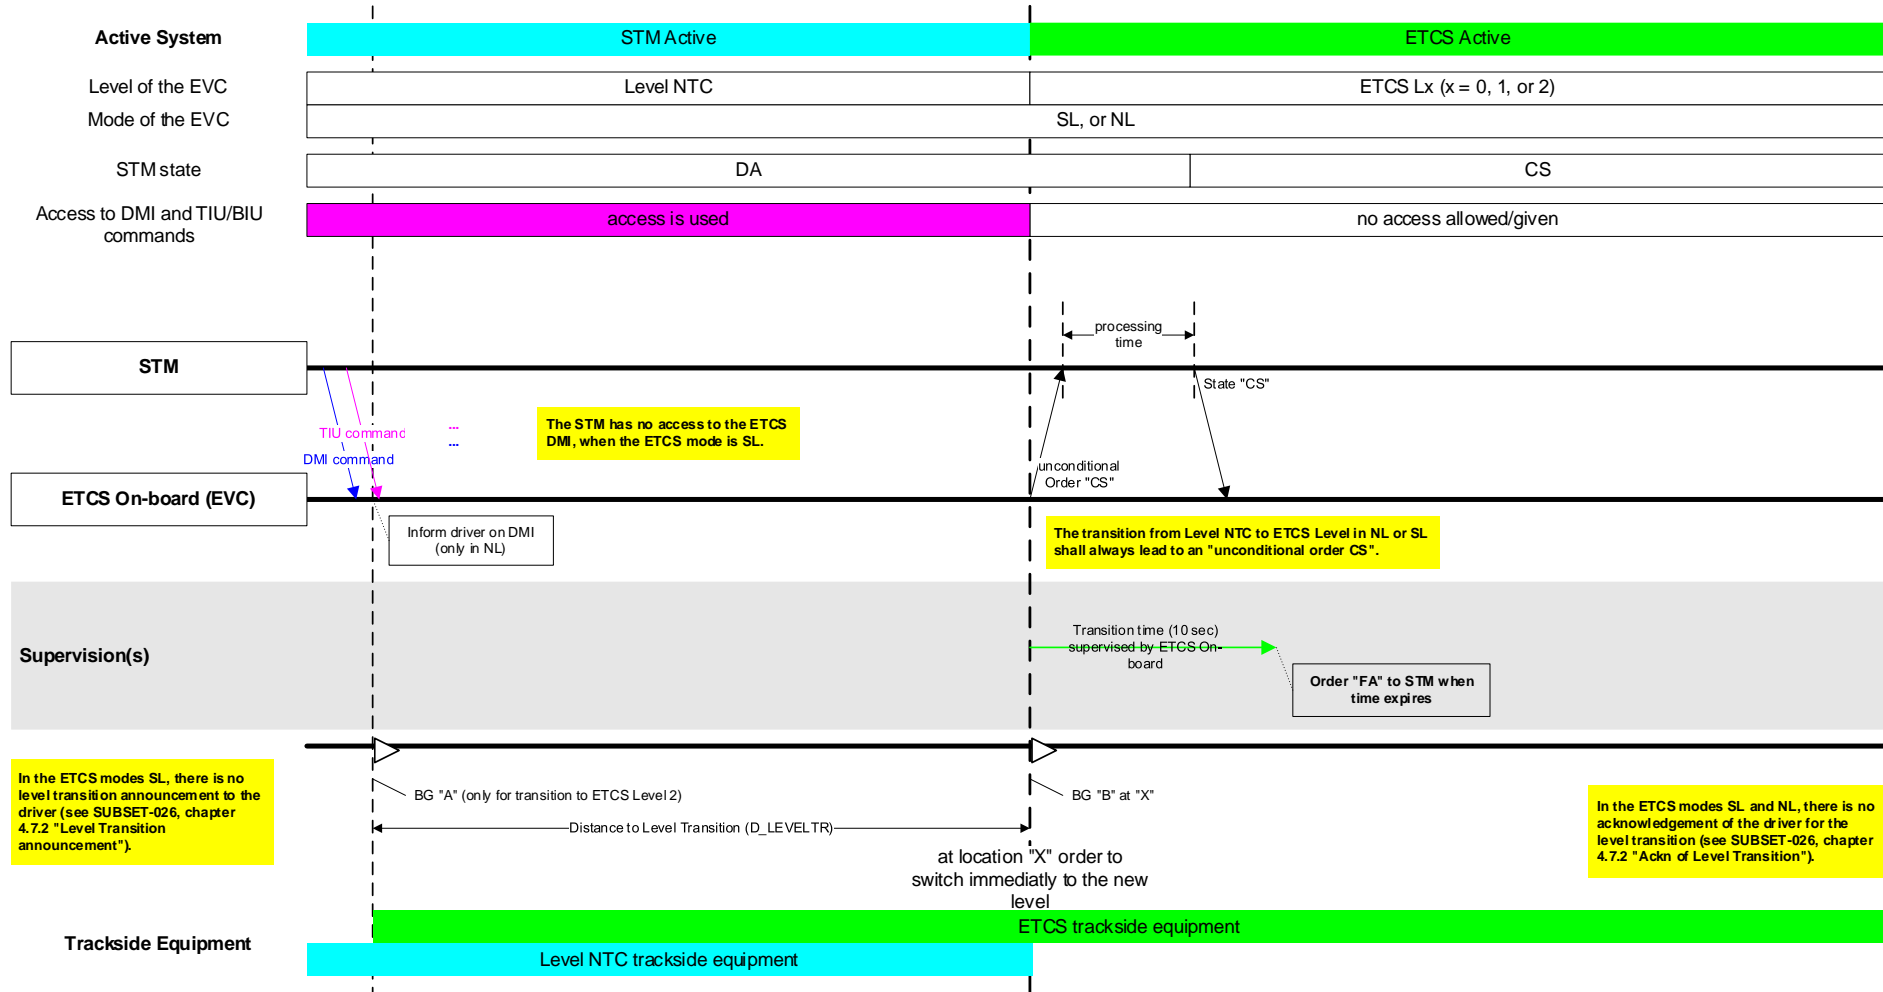 Active System
STM Active
ETCS Active
Level of the EVC
Level NTC
ETCS Lx (x = 0, 1, or 2)
Mode of the EVC
SL, or NL
STM state
DA
CS
Access to DMI and TIU/BIU
commands
access is used
no access allowed/given
processing
time
STM
State "CS"
TIU command
...
DMI command
...
The STM has no access to the ETCS
DMI, when the ETCS mode is SL.
unconditional
Order "CS"
ETCS On-board (EVC)
Inform driver on DMI
(only in NL)
The transition from Level NTC to ETCS Level in NL or SL
shall always lead to an "unconditional order CS".
Supervision(s)
Transition time (10 sec)
supervised by ETCS On-
board
Order "FA" to STM when
time expires
In the ETCS modes SL, there is no
level transition announcement to the
driver (see SUBSET-026, chapter
4.7.2 "Level Transition
announcement").
BG "A" (only for transition to ETCS Level 2)
BG "B" at "X"
Distance to Level Transition (D_LEVELTR)
In the ETCS modes SL and NL, there is no
acknowledgement of the driver for the
level transition (see SUBSET-026, chapter
4.7.2 "Ackn of Level Transition").
at location "X" order to
switch immediatly to the new
level
Trackside Equipment
ETCS trackside equipment
Level NTC trackside equipment